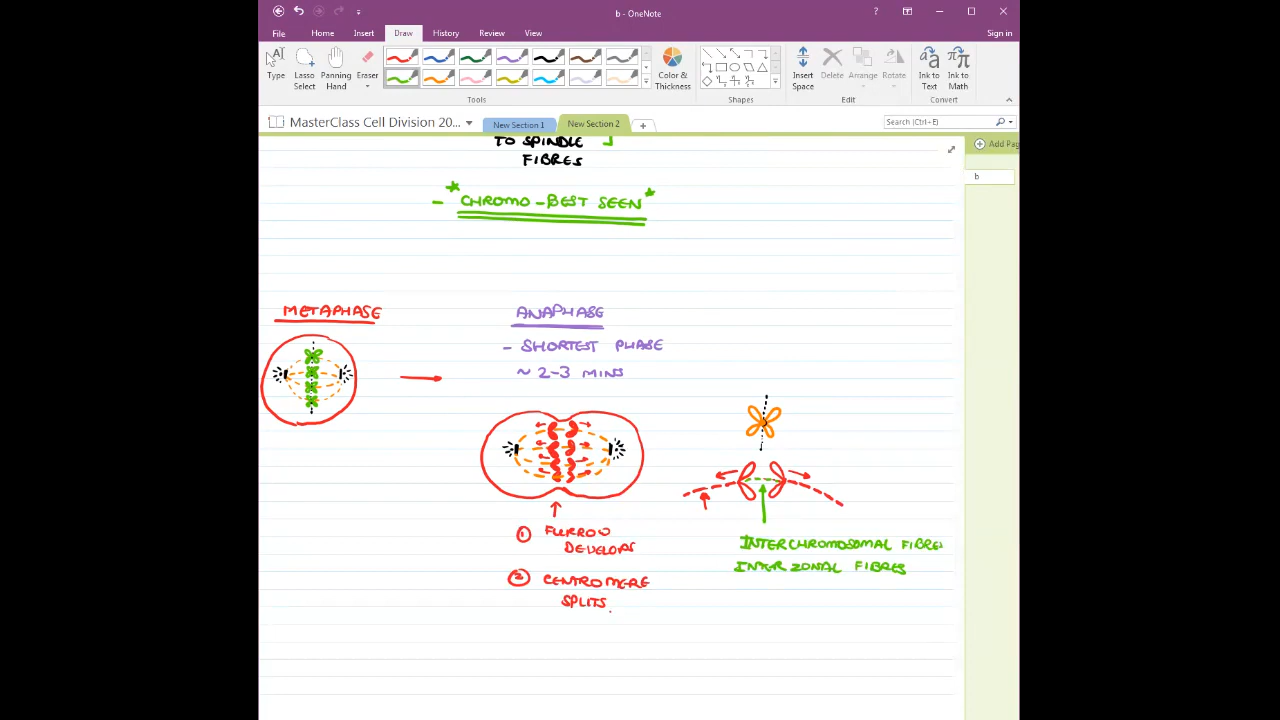 b - OneNote
?
File
Home
Insert
Draw
History
Review
View
Sign in
Type
Lasso Select
Panning Hand
Eraser
Color & Thickness
Insert Space
Delete
Arrange
Rotate
Ink to Text
Ink to Math
Tools
Shapes
Edit
Convert
MasterClass Cell Division 20...
New Section 1
New Section 2
Search (Ctrl+E)
Add Pag
b
TO SPINDLE
FIBRES
- *CHROMO - BEST SEEN*
METAPHASE
ANAPHASE
- SHORTEST PHASE
~ 2-3 MINS
① FURROW
DEVELOPS
② CENTROMERE
SPLITS.
INTERCHROMOSOMAL FIBRES
INTERZONAL FIBRES